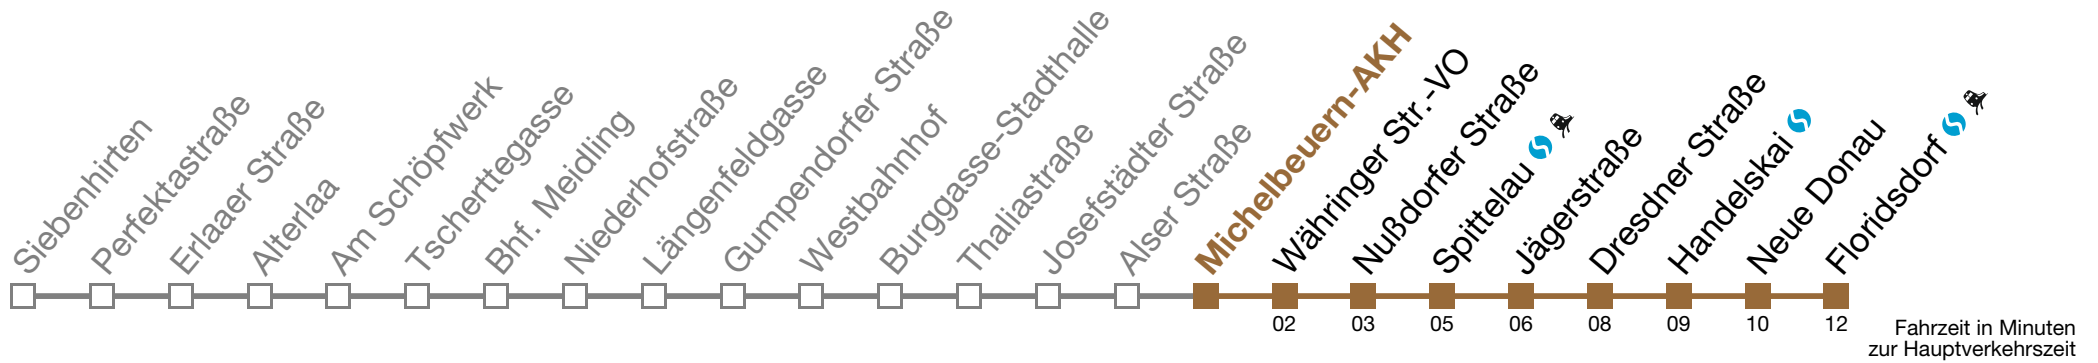 Siebenhirten
Perfektastraße
Erlaaer Straße
Alterlaa
Am Schöpfwerk
Tscherttegasse
Bhf. Meidling
Niederhofstraße
Längenfeldgasse
Gumpendorfer Straße
Westbahnhof
Burggasse-Stadthalle
Thaliastraße
Josefstädter Straße
Alser Straße
Michelbeuern-AKH
Währinger Str.-VO
Nußdorfer Straße
Spittelau
Jägerstraße
Dresdner Straße
Handelskai
Neue Donau
Floridsdorf
02 03 05 06 08 09 10 12
Fahrzeit in Minuten
zur Hauptverkehrszeit